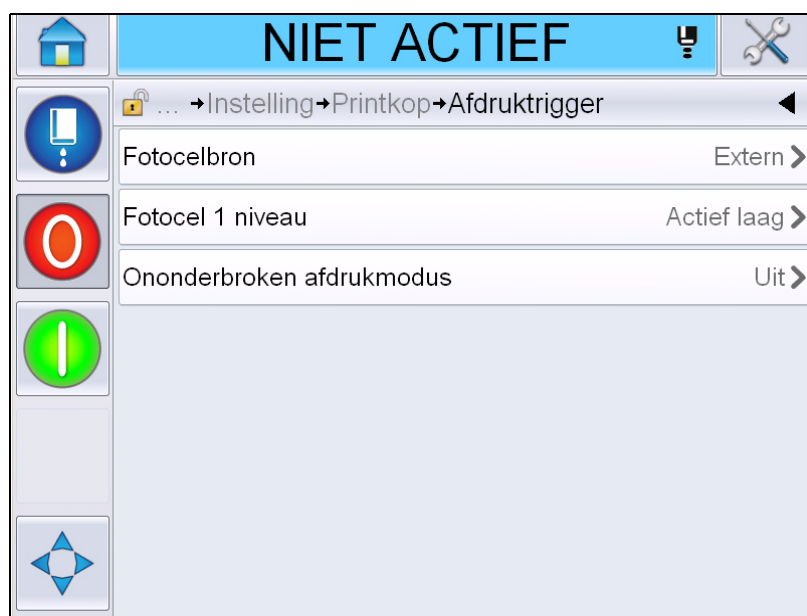 NIET ACTIEF
... →Instelling→Printkop→Afdruktrigger
Fotocelbron Extern
Fotocel 1 niveau Actief laag
Ononderbroken afdrukmodus Uit